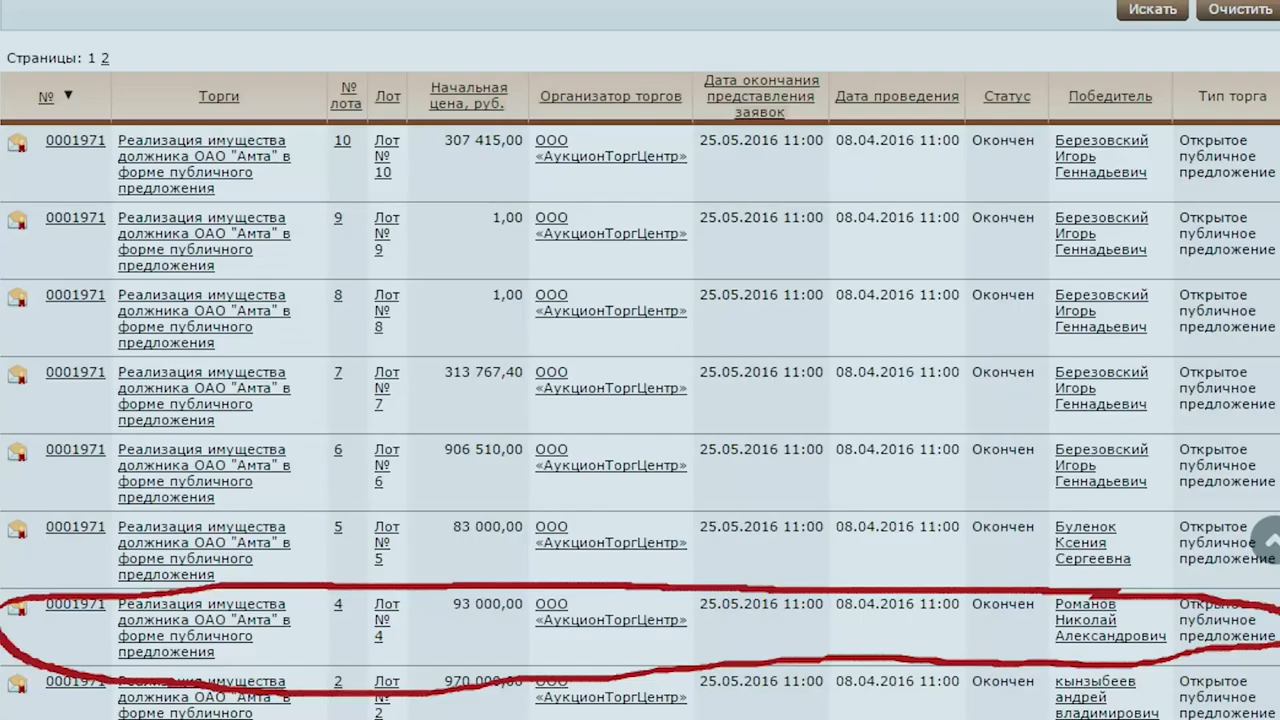 Искать Очистить
Страницы: 1 2
№ ▼ Торги № лота Лот Начальная цена, руб. Организатор торгов Дата окончания представления заявок Дата проведения Статус Победитель Тип торга
0001971 Реализация имущества 10 Лот 307 415,00 ООО 25.05.2016 11:00 08.04.2016 11:00 Окончен Березовский Открытое
должника ОАО "Амта" в № «АукционТоргЦентр» Игорь публичное
форме публичного 10 Геннадьевич предложение
предложения
0001971 Реализация имущества 9 Лот 1,00 ООО 25.05.2016 11:00 08.04.2016 11:00 Окончен Березовский Открытое
должника ОАО "Амта" в № «АукционТоргЦентр» Игорь публичное
форме публичного 9 Геннадьевич предложение
предложения
0001971 Реализация имущества 8 Лот 1,00 ООО 25.05.2016 11:00 08.04.2016 11:00 Окончен Березовский Открытое
должника ОАО "Амта" в № «АукционТоргЦентр» Игорь публичное
форме публичного 8 Геннадьевич предложение
предложения
0001971 Реализация имущества 7 Лот 313 767,40 ООО 25.05.2016 11:00 08.04.2016 11:00 Окончен Березовский Открытое
должника ОАО "Амта" в № «АукционТоргЦентр» Игорь публичное
форме публичного 7 Геннадьевич предложение
предложения
0001971 Реализация имущества 6 Лот 906 510,00 ООО 25.05.2016 11:00 08.04.2016 11:00 Окончен Березовский Открытое
должника ОАО "Амта" в № «АукционТоргЦентр» Игорь публичное
форме публичного 6 Геннадьевич предложение
предложения
0001971 Реализация имущества 5 Лот 83 000,00 ООО 25.05.2016 11:00 08.04.2016 11:00 Окончен Буленок Открытое
должника ОАО "Амта" в № «АукционТоргЦентр» Ксения публичное
форме публичного 5 Сергеевна предложение
предложения
0001971 Реализация имущества 4 Лот 93 000,00 ООО 25.05.2016 11:00 08.04.2016 11:00 Окончен Романов Открытое
должника ОАО "Амта" в № «АукционТоргЦентр» Николай публичное
форме публичного 4 Александрович предложение
предложения
0001971 Реализация имущества 2 Лот 970 000,00 ООО 25.05.2016 11:00 08.04.2016 11:00 Окончен кынзыбеев Открытое
должника ОАО "Амта" в № «АукционТоргЦентр» андрей публичное
форме публичного 2 владимирович предложение